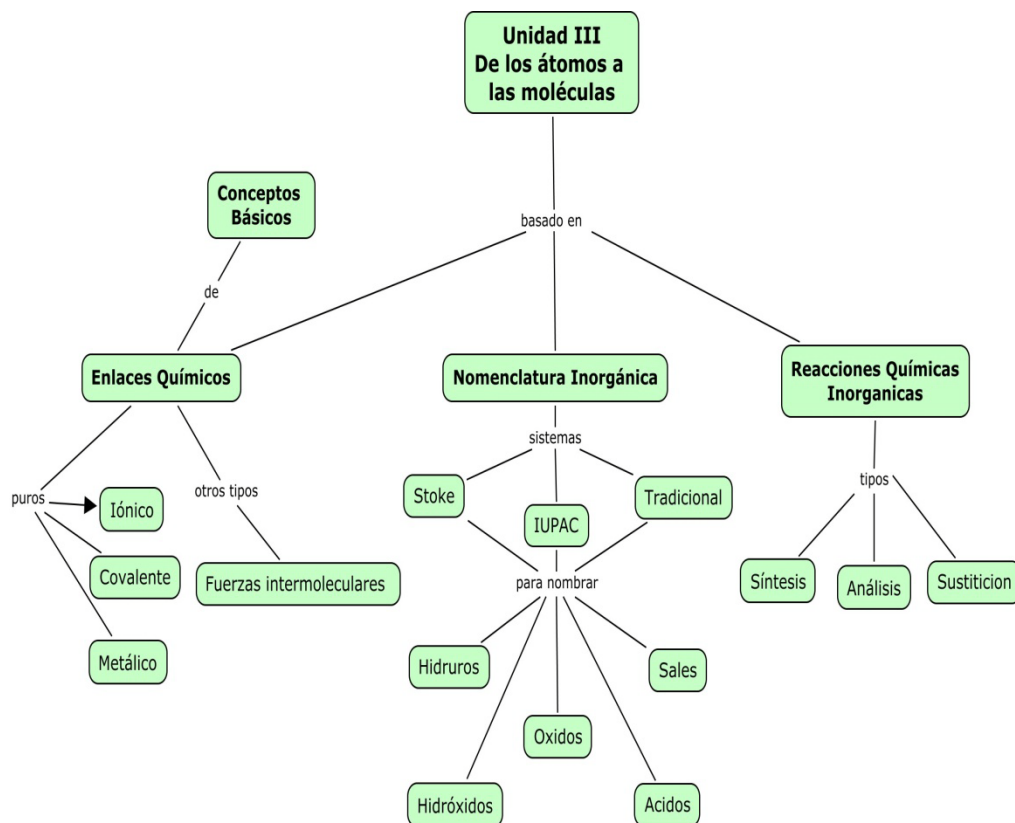 Unidad III
De los átomos a
las moléculas
Conceptos
Básicos
basado en
de
Enlaces Químicos
Nomenclatura Inorgánica
Reacciones Químicas
Inorganicas
sistemas
tipos
puros
otros tipos
Iónico
Stoke
IUPAC
Tradicional
Covalente
Fuerzas intermoleculares
para nombrar
Síntesis
Análisis
Sustiticion
Metálico
Hidruros
Sales
Oxidos
Hidróxidos
Acidos